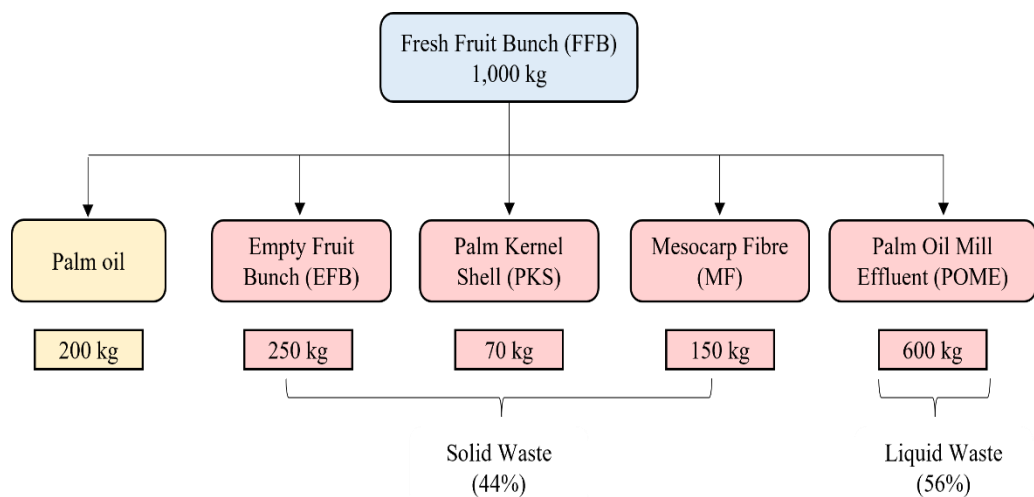 Fresh Fruit Bunch (FFB)
1,000 kg
Palm oil
Empty Fruit
Bunch (EFB)
Palm Kernel
Shell (PKS)
Mesocarp Fibre
(MF)
Palm Oil Mill
Effluent (POME)
200 kg
250 kg
70 kg
150 kg
600 kg
Solid Waste
(44%)
Liquid Waste
(56%)